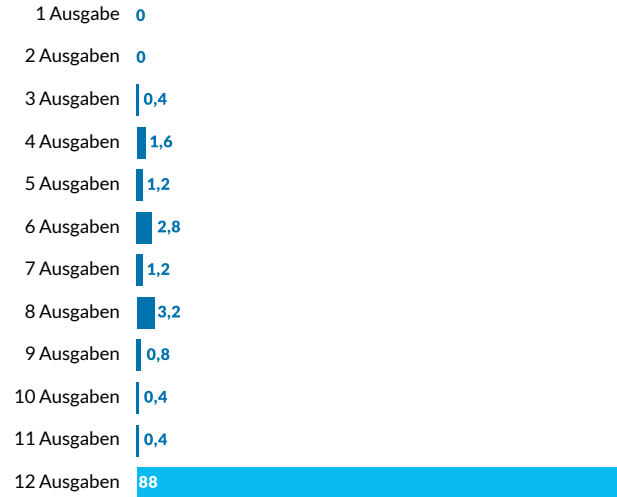 1 Ausgabe 0
2 Ausgaben 0
3 Ausgaben 0,4
4 Ausgaben 1,6
5 Ausgaben 1,2
6 Ausgaben 2,8
7 Ausgaben 1,2
8 Ausgaben 3,2
9 Ausgaben 0,8
10 Ausgaben 0,4
11 Ausgaben 0,4
12 Ausgaben 88